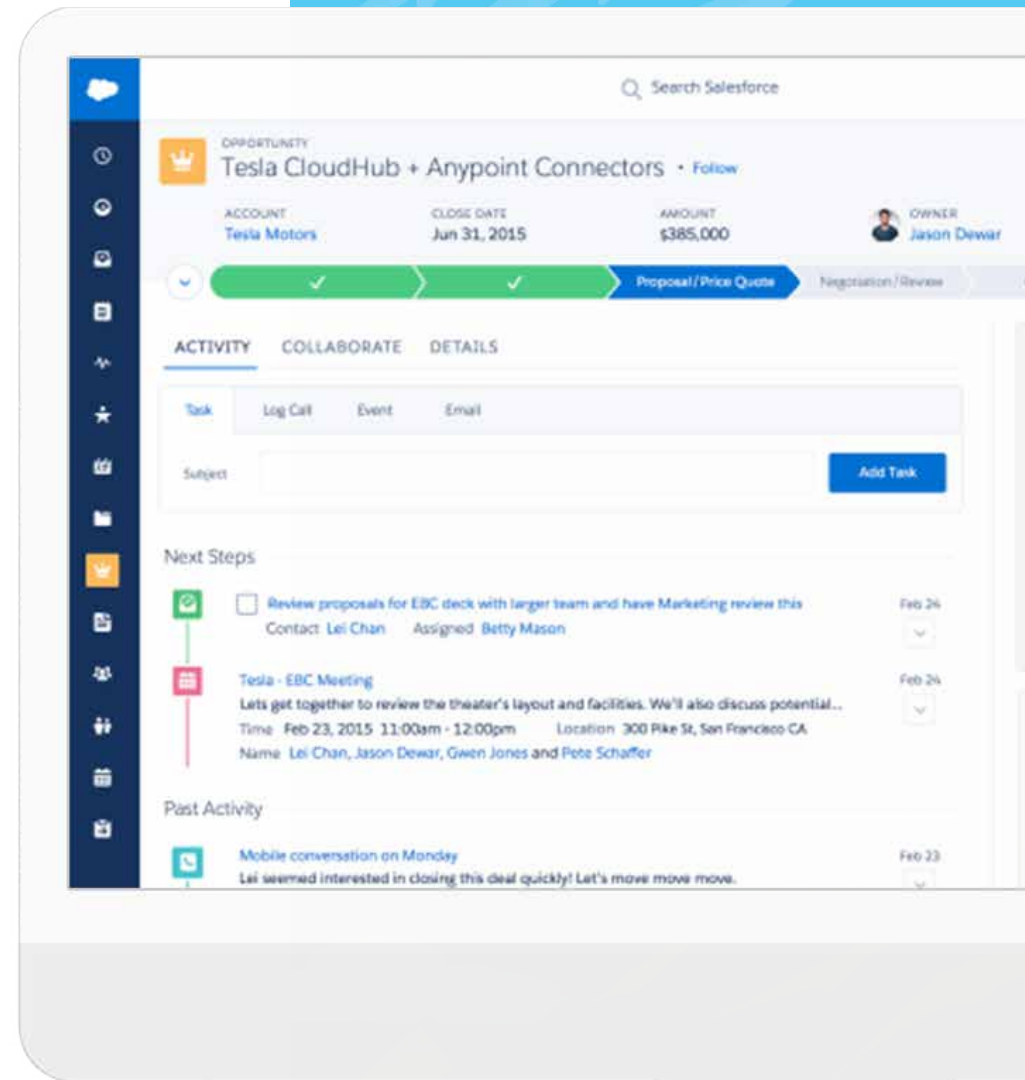 Search Salesforce
OPPORTUNITY
Tesla CloudHub + Anypoint Connectors • Follow
ACCOUNT CLOSE DATE AMOUNT OWNER
Tesla Motors Jun 31, 2015 $385,000 Jason Dewar
Proposal/Price Quote Negotiation/Review
ACTIVITY COLLABORATE DETAILS
Task Log Call Event Email
Subject Add Task
Next Steps
Review proposals for EBC deck with larger team and have Marketing review this Feb 24
Contact Lei Chan Assigned Betty Mason
Tesla - EBC Meeting Feb 24
Lets get together to review the theater's layout and facilities. We'll also discuss potential...
Time Feb 23, 2015 11:00am - 12:00pm Location 300 Pike St, San Francisco CA
Name Lei Chan, Jason Dewar, Gwen Jones and Pete Schaffer
Past Activity
Mobile conversation on Monday Feb 23
Lei seemed interested in closing this deal quickly! Let's move move move.